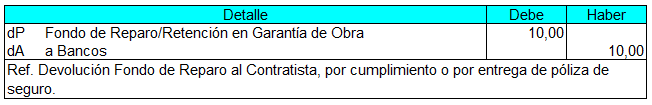 Detalle Debe Haber
dP Fondo de Reparo/Retención en Garantía de Obra 10,00
dA a Bancos 10,00
Ref. Devolución Fondo de Reparo al Contratista, por cumplimiento o por entrega de póliza de
seguro.